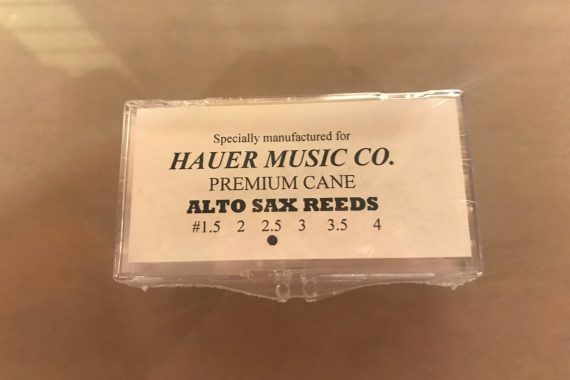 Specially manufactured for
HAUER MUSIC CO.
PREMIUM CANE
ALTO SAX REEDS
#1.5 2 2.5 3 3.5 4